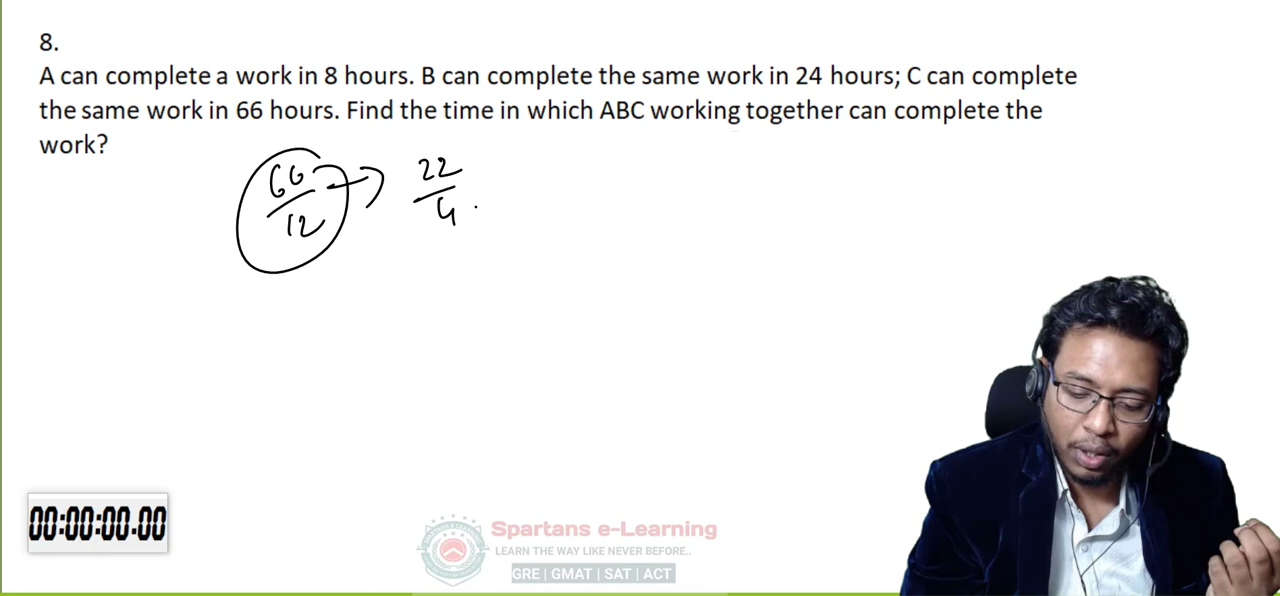 8.
A can complete a work in 8 hours. B can complete the same work in 24 hours; C can complete
the same work in 66 hours. Find the time in which ABC working together can complete the
work?
66/12 → 22/4
00:00:00.00
Spartans e-Learning
LEARN THE WAY LIKE NEVER BEFORE..
GRE | GMAT | SAT | ACT